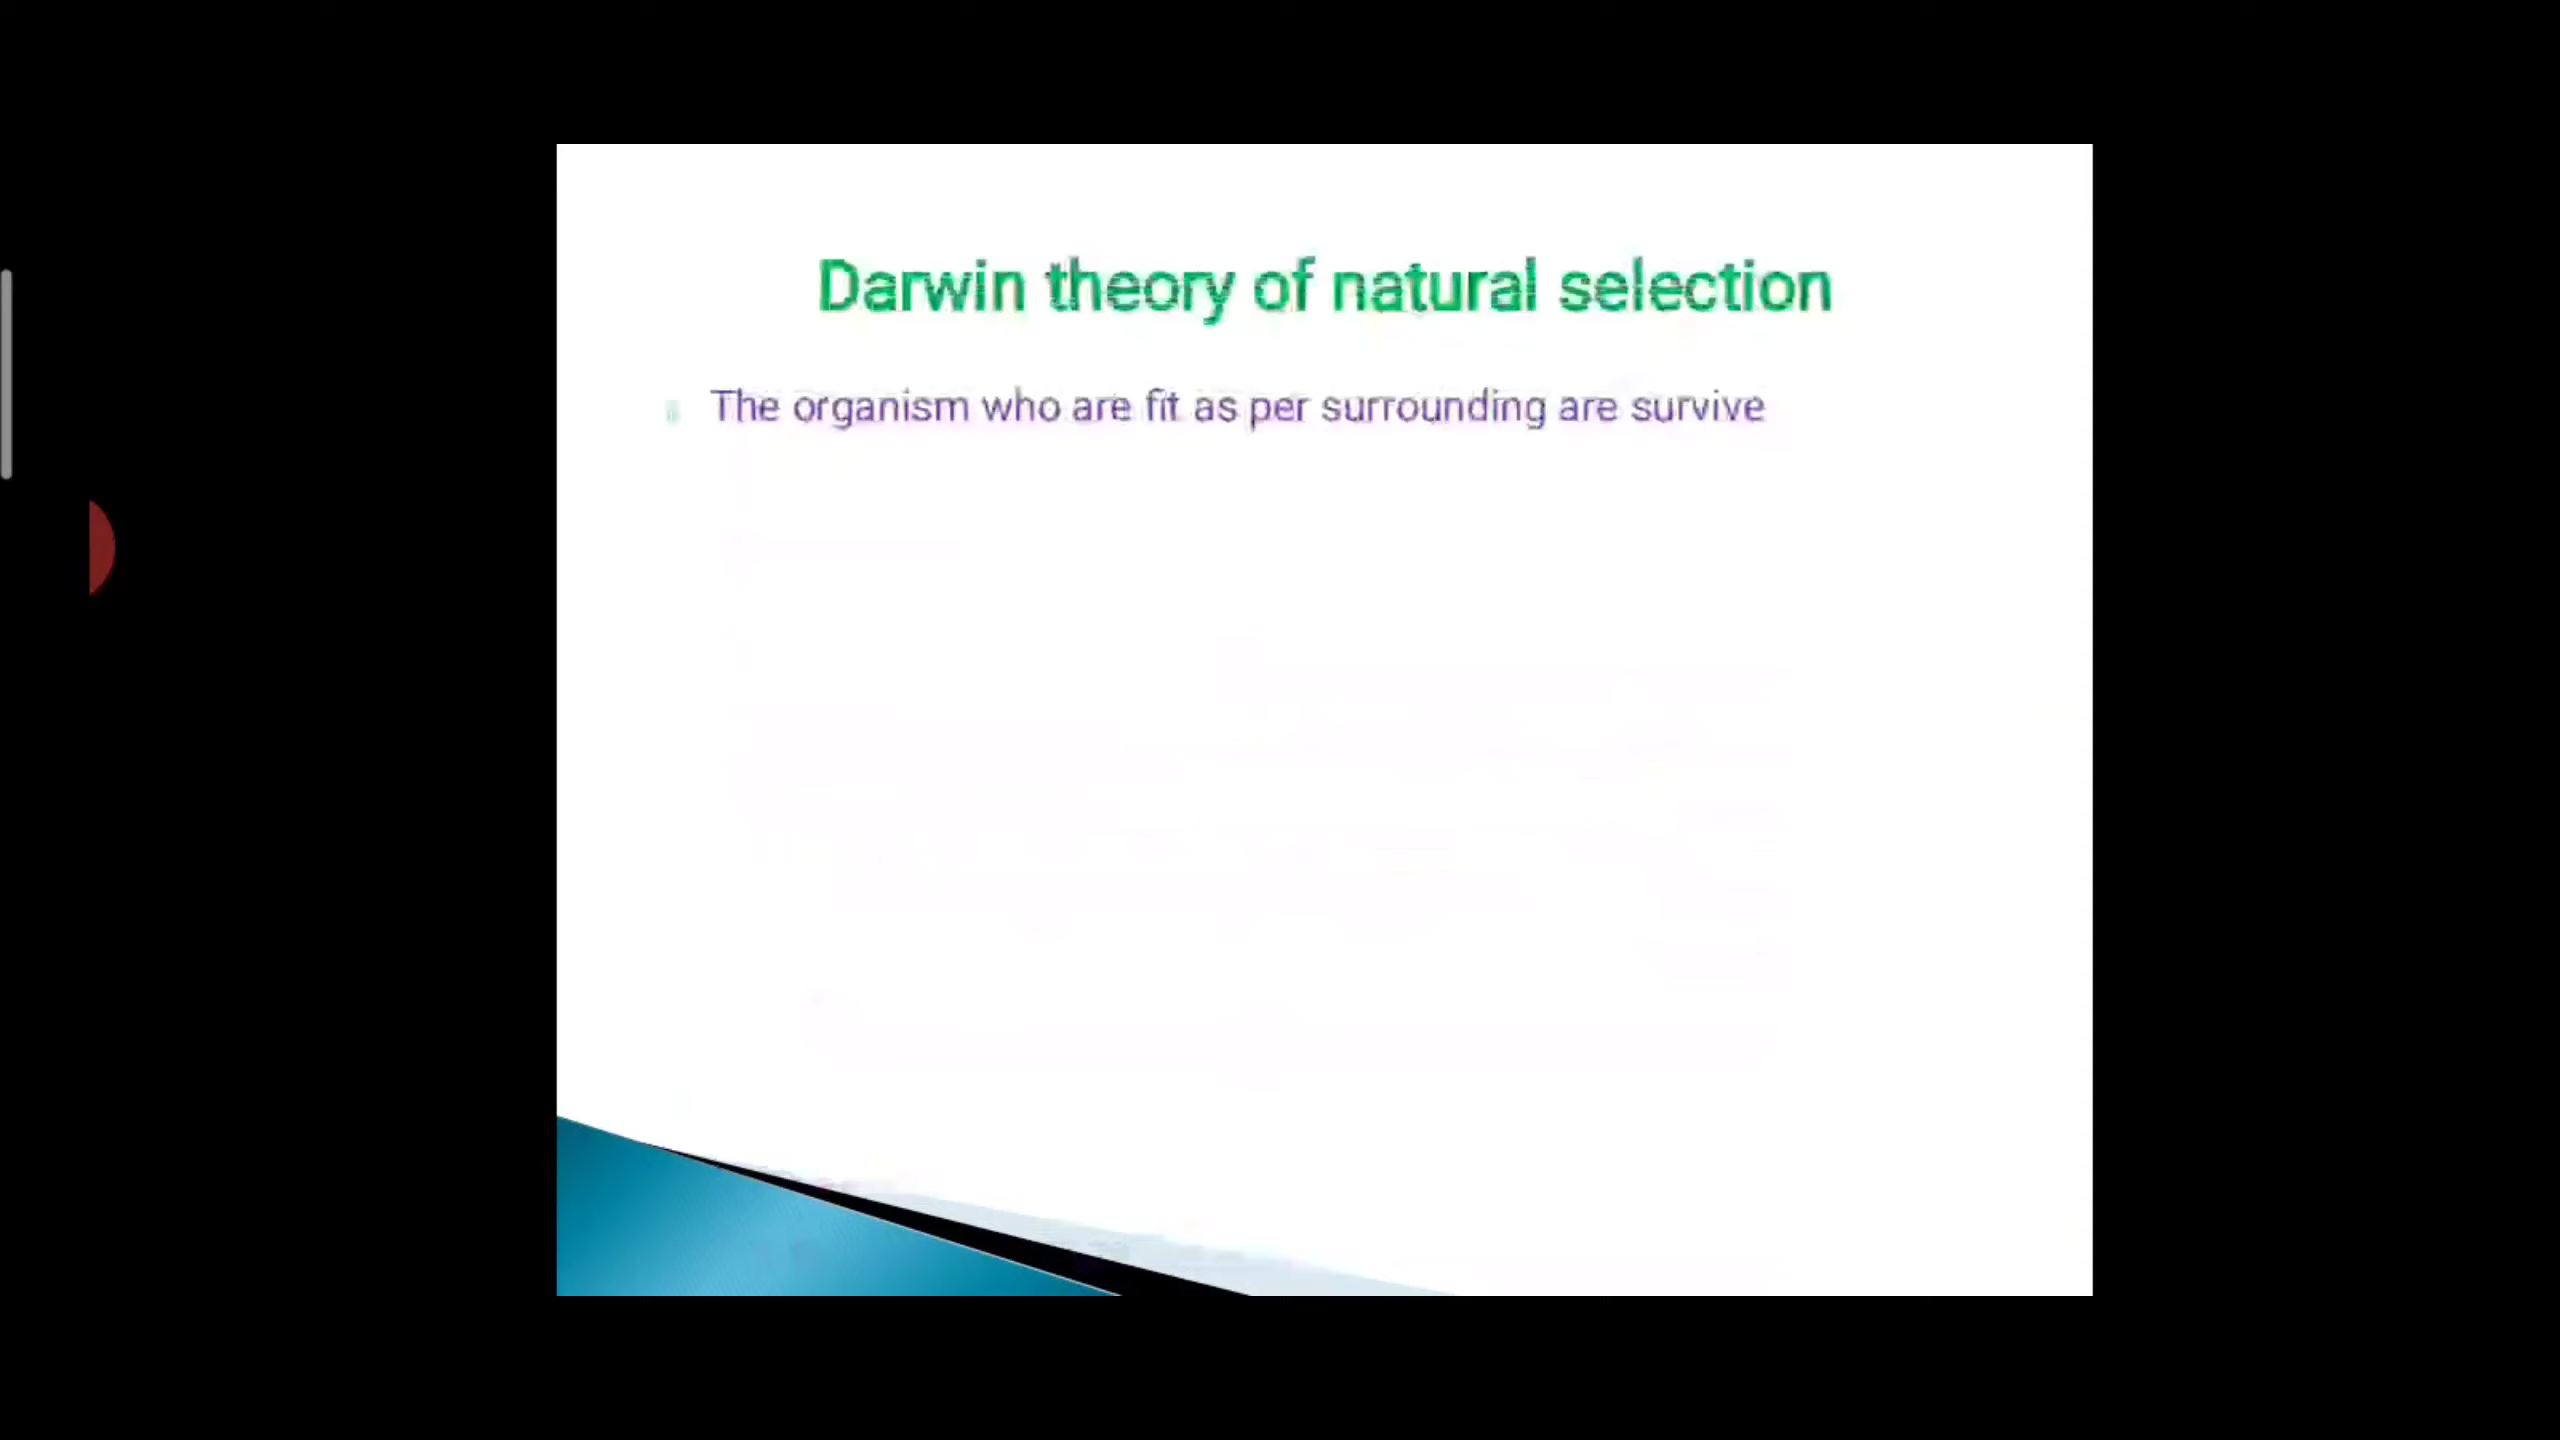 Darwin theory of natural selection
The organism who are fit as per surrounding are survive